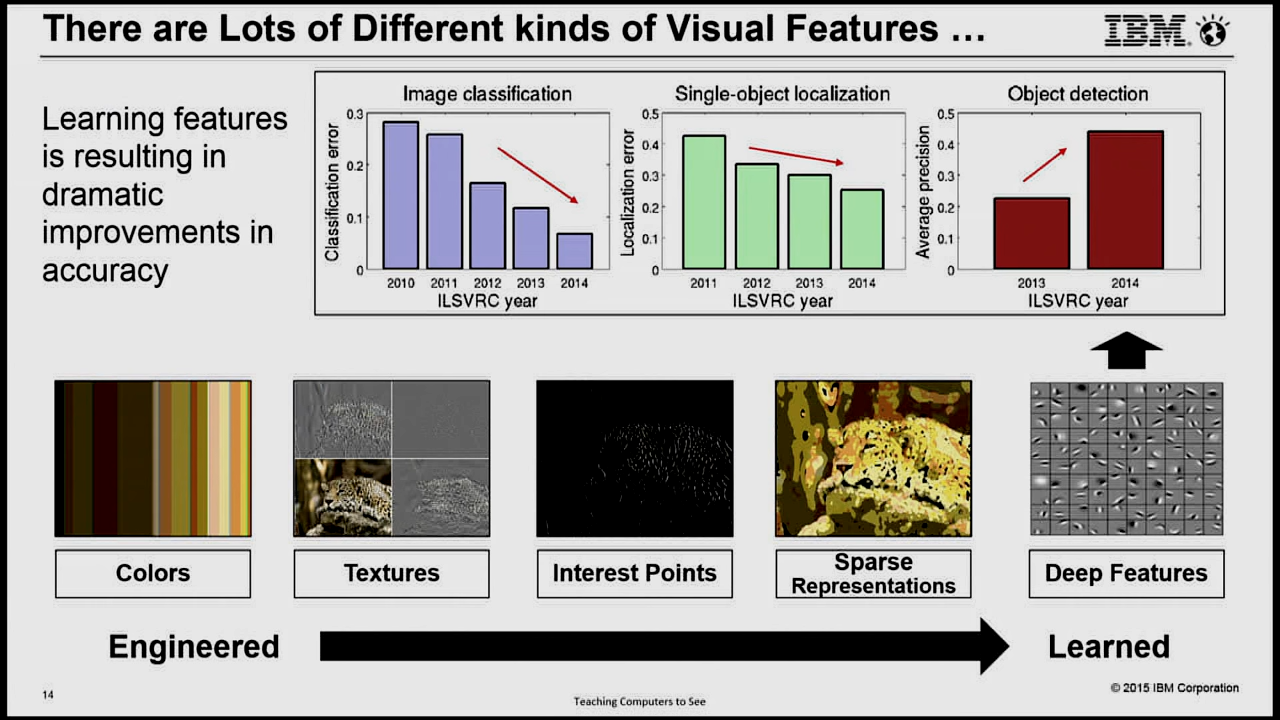 There are Lots of Different kinds of Visual Features …
IBM
Learning features
is resulting in
dramatic
improvements in
accuracy
Image classification
Classification error
0.3
0.2
0.1
0
2010 2011 2012 2013 2014
ILSVRC year
Single-object localization
Localization error
0.5
0.4
0.3
0.2
0.1
0
2011 2012 2013 2014
ILSVRC year
Object detection
Average precision
0.5
0.4
0.3
0.2
0.1
0
2013 2014
ILSVRC year
Colors
Textures
Interest Points
Sparse
Representations
Deep Features
Engineered
Learned
14
Teaching Computers to See
© 2015 IBM Corporation